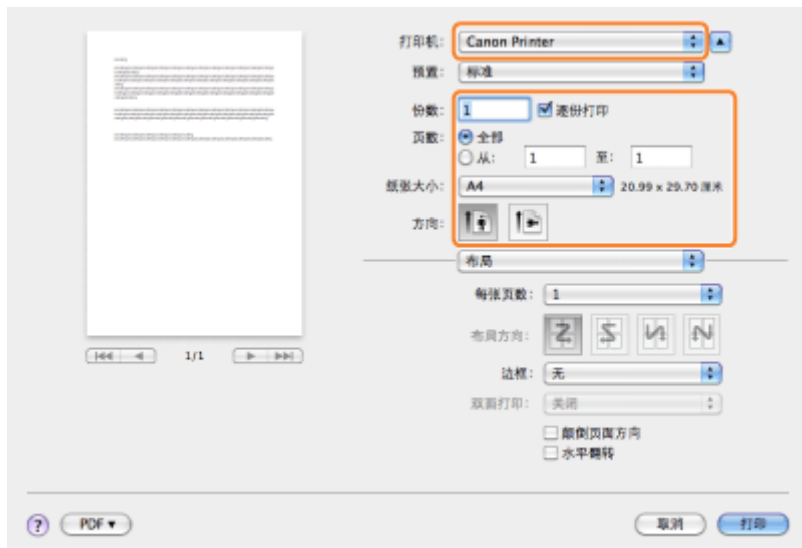 打印机: Canon Printer
预置: 标准
份数: 1 逐份打印
页数: 全部
从: 1 至: 1
纸张大小: A4 20.99 x 29.70 厘米
方向:
布局
每张页数: 1
布局方向:
边框: 无
双面打印: 关闭
颠倒页面方向
水平翻转
1/1
? PDF▼ 取消 打印